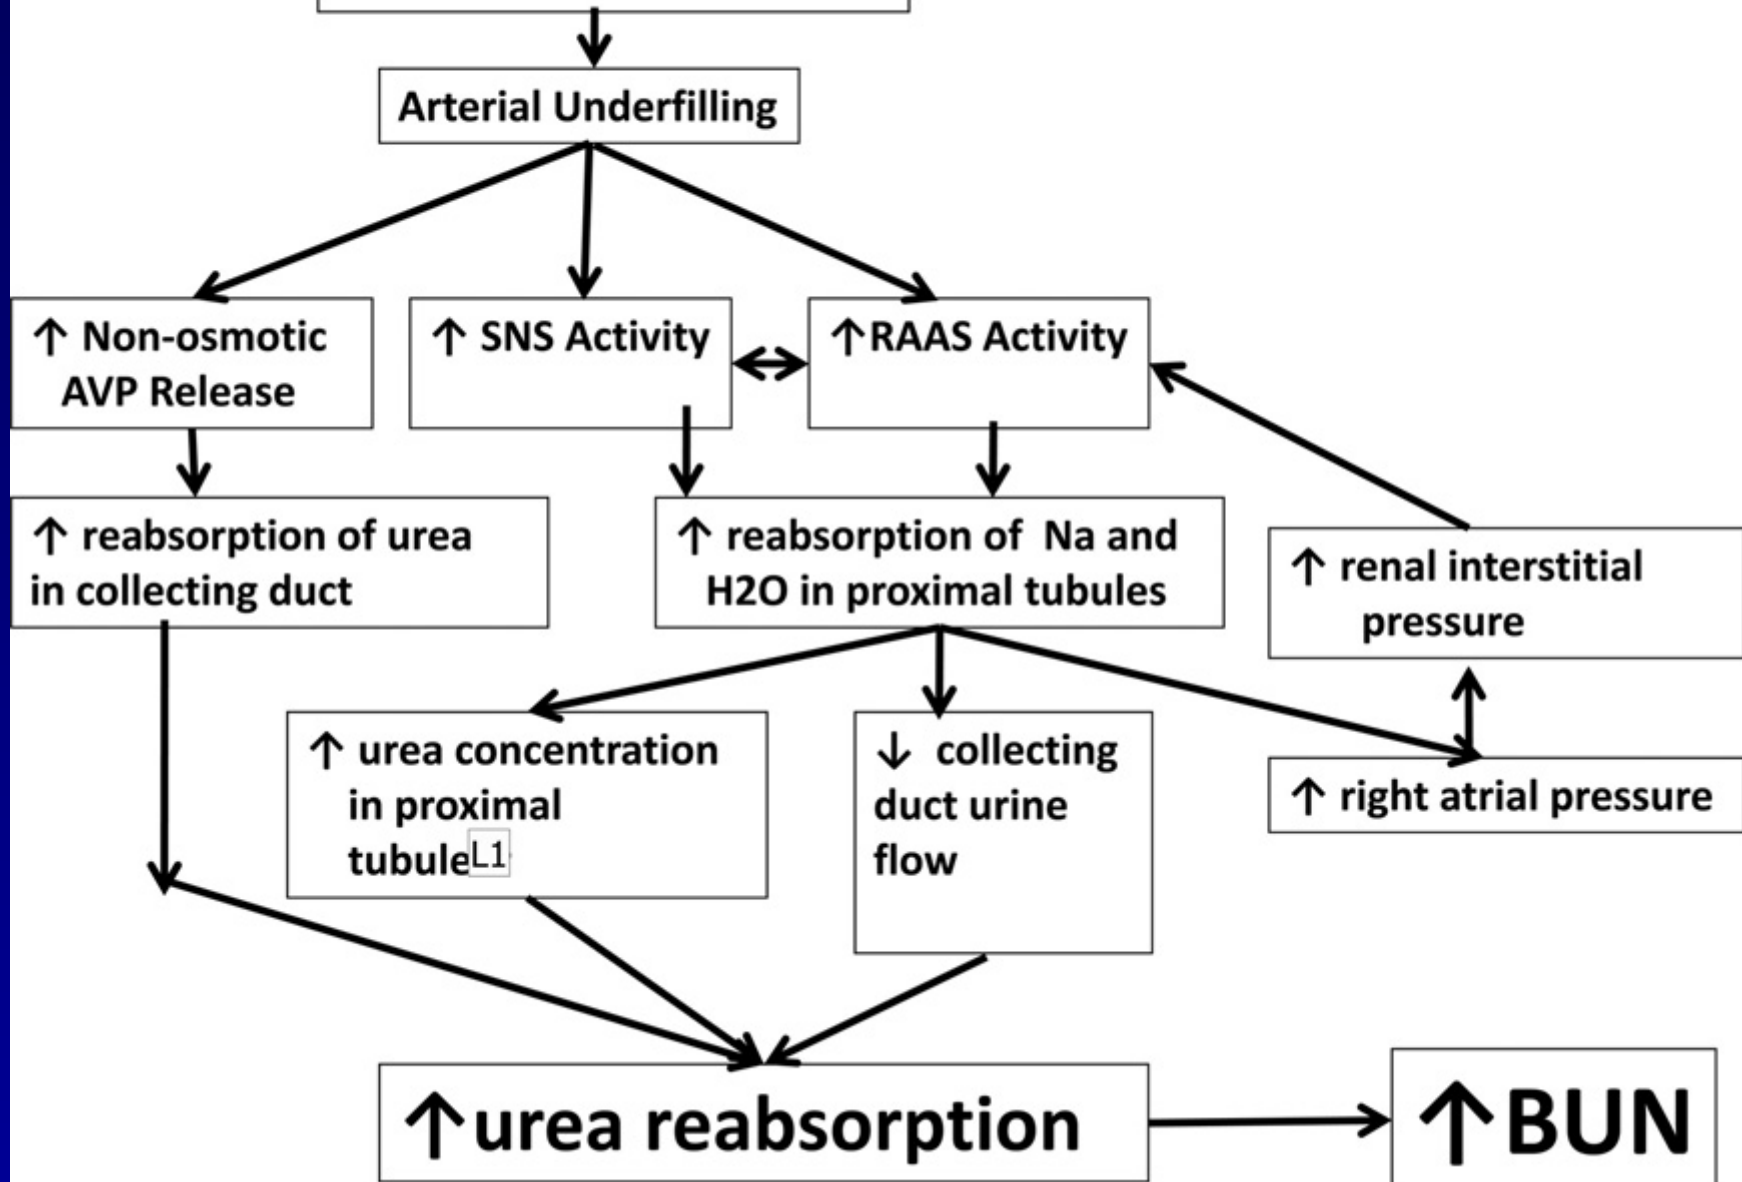 Arterial Underfilling
↑ Non-osmotic
AVP Release
↑ SNS Activity
↑RAAS Activity
↑ reabsorption of urea
in collecting duct
↑ reabsorption of Na and
H2O in proximal tubules
↑ renal interstitial
pressure
↑ urea concentration
in proximal
tubule
L1
↓ collecting
duct urine
flow
↑ right atrial pressure
↑urea reabsorption
↑BUN